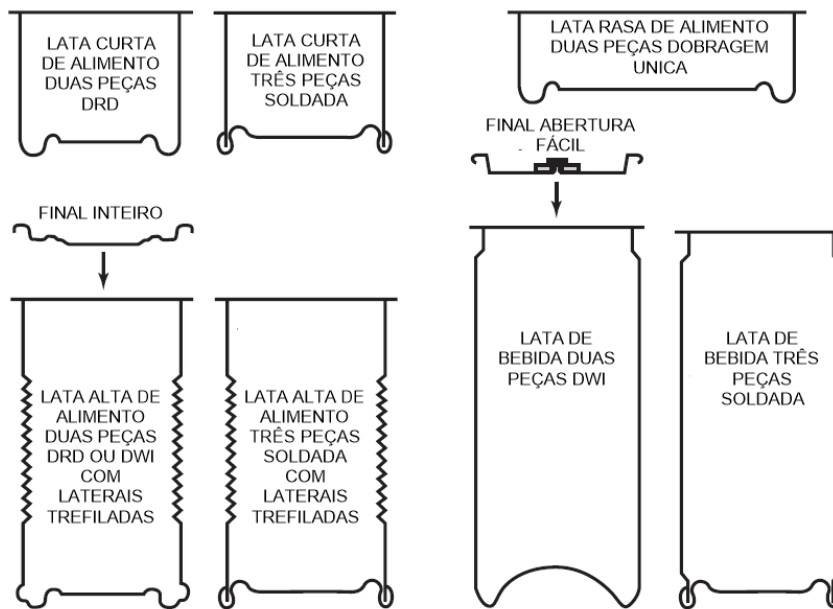 LATA CURTA
DE ALIMENTO
DUAS PEÇAS
DRD
LATA CURTA
DE ALIMENTO
TRÊS PEÇAS
SOLDADA
LATA RASA DE ALIMENTO
DUAS PEÇAS DOBRAGEM
UNICA
FINAL ABERTURA
FÁCIL
FINAL INTEIRO
LATA ALTA DE
ALIMENTO
DUAS PEÇAS
DRD OU DWI
COM
LATERAIS
TREFILADAS
LATA ALTA DE
ALIMENTO
TRÊS PEÇAS
SOLDADA
COM
LATERAIS
TREFILADAS
LATA DE
BEBIDA DUAS
PEÇAS DWI
LATA DE
BEBIDA TRÊS
PEÇAS
SOLDADA